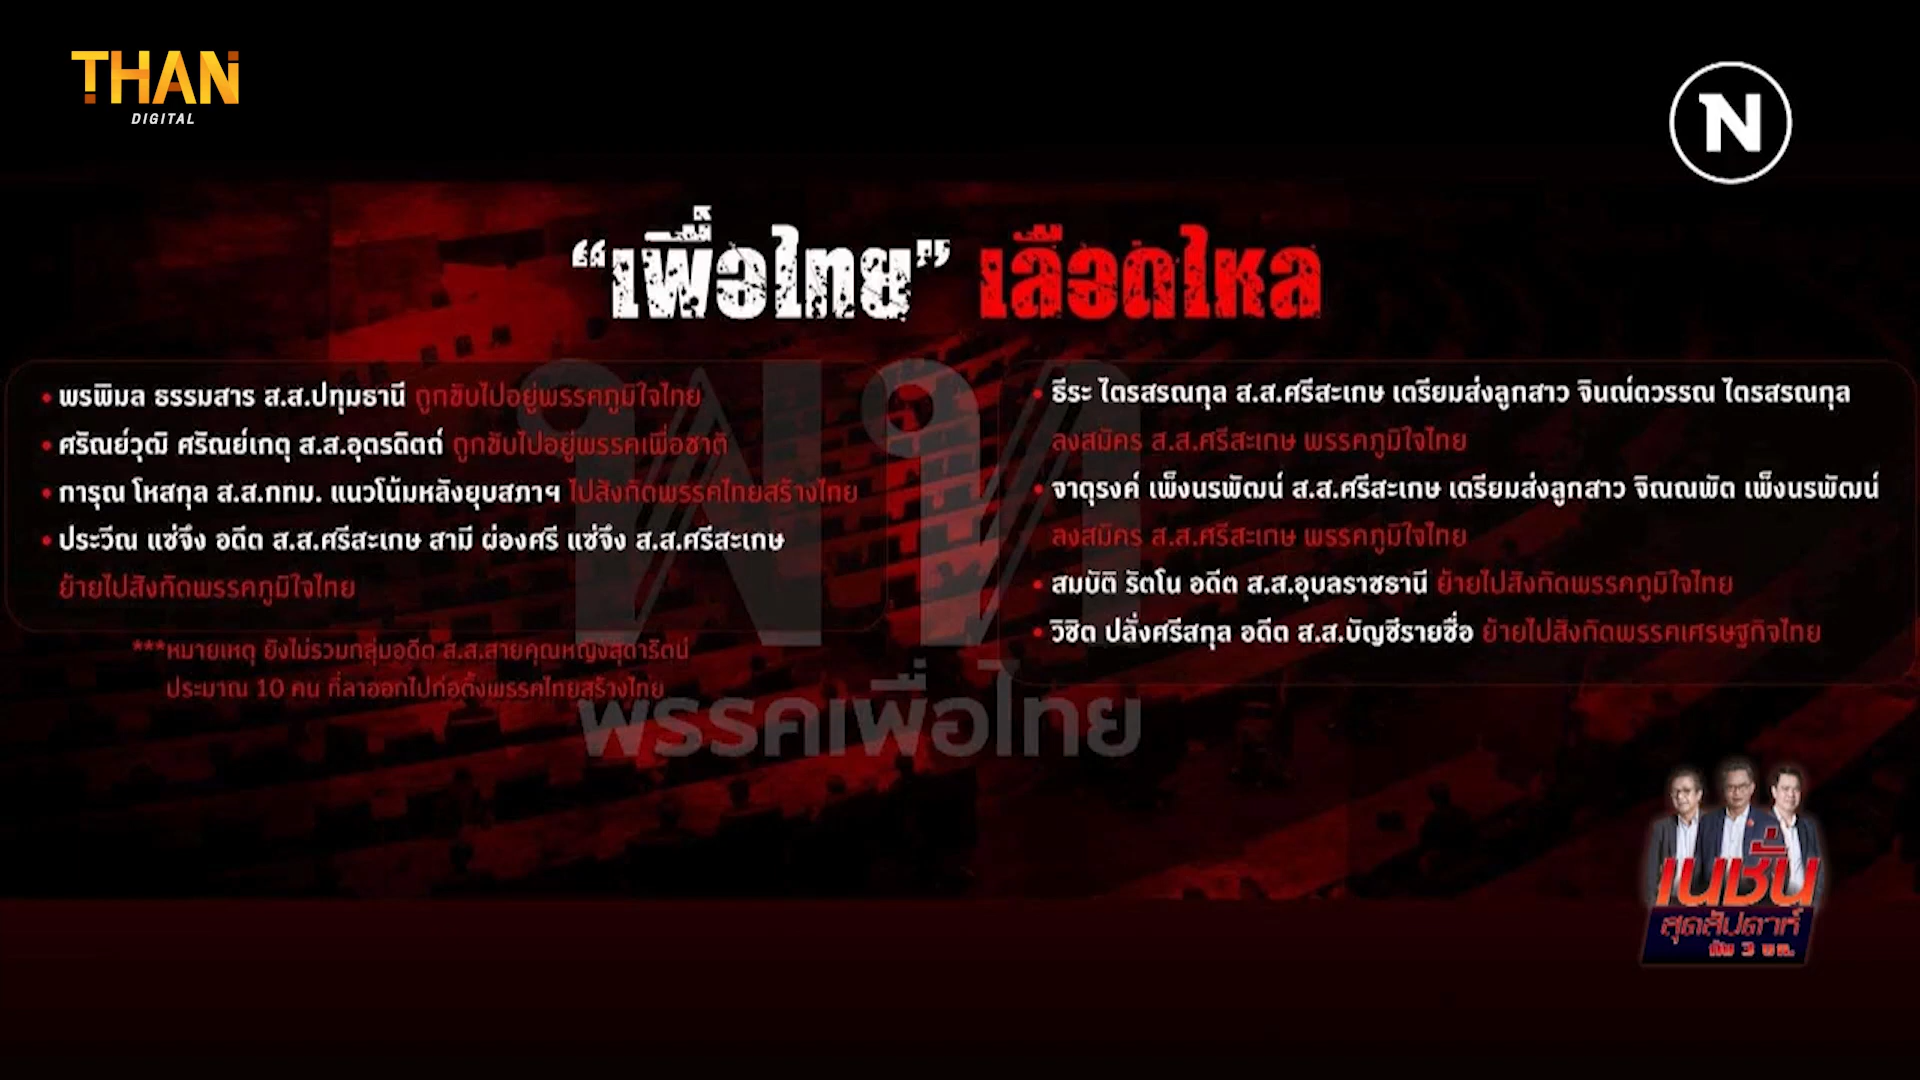 THAN
DIGITAL
N
“เพื่อไทย” เลือดไหล
• พรพิมล ธรรมสาร ส.ส.ปทุมธานี ถูกขับไปอยู่พรรคภูมิใจไทย
• ศรัณย์วุฒิ ศรัณย์เกตุ ส.ส.อุตรดิตถ์ ถูกขับไปอยู่พรรคเพื่อชาติ
• การุณ โหสกุล ส.ส.กทม. แนวโน้มหลังยุบสภาฯ ไปสังกัดพรรคไทยสร้างไทย
• ประวีณ แซ่จึง อดีต ส.ส.ศรีสะเกษ สามี ผ่องศรี แซ่จึง ส.ส.ศรีสะเกษ
ย้ายไปสังกัดพรรคภูมิใจไทย
***หมายเหตุ ยังไม่รวมกลุ่มอดีต ส.ส.สายคุณหญิงสุดารัตน์
ประมาณ 10 คน ที่ลาออกไปก่อตั้งพรรคไทยสร้างไทย
• ธีระ ไตรสรณกุล ส.ส.ศรีสะเกษ เตรียมส่งลูกสาว จินณ์ตวรรณ ไตรสรณกุล
ลงสมัคร ส.ส.ศรีสะเกษ พรรคภูมิใจไทย
• จาตุรงค์ เพ็งนรพัฒน์ ส.ส.ศรีสะเกษ เตรียมส่งลูกสาว จิณณพัต เพ็งนรพัฒน์
ลงสมัคร ส.ส.ศรีสะเกษ พรรคภูมิใจไทย
• สมบัติ รัตโน อดีต ส.ส.อุบลราชธานี ย้ายไปสังกัดพรรคภูมิใจไทย
• วิชิต ปลั่งศรีสกุล อดีต ส.ส.บัญชีรายชื่อ ย้ายไปสังกัดพรรคเศรษฐกิจไทย
พท
พรรคเพื่อไทย
เนชั่น
สุดสัปดาห์
กับ 3 บก.